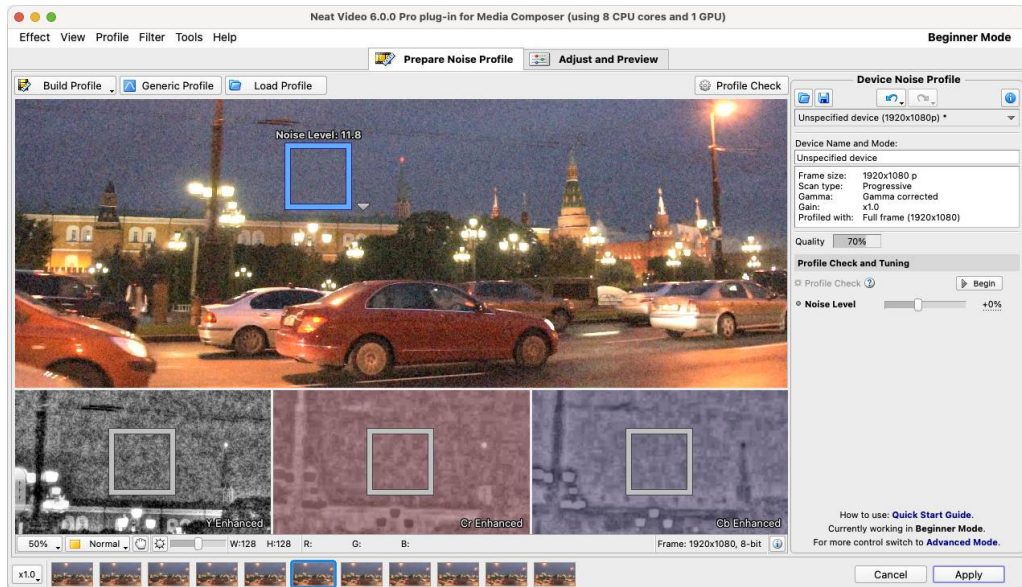 Neat Video 6.0.0 Pro plug-in for Media Composer (using 8 CPU cores and 1 GPU)
Effect View Profile Filter Tools Help
Beginner Mode
Prepare Noise Profile
Adjust and Preview
Build Profile
Generic Profile
Load Profile
Profile Check
Device Noise Profile
Unspecified device (1920x1080p) *
Device Name and Mode:
Unspecified device
Frame size: 1920x1080 p
Scan type: Progressive
Gamma: Gamma corrected
Gain: x1.0
Profiled with: Full frame (1920x1080)
Quality 70%
Profile Check and Tuning
Profile Check ? Begin
Noise Level +0%
Noise Level: 11.8
Y Enhanced
Cr Enhanced
Cb Enhanced
50% Normal W:128 H:128 R: G: B: Frame: 1920x1080, 8-bit
How to use: Quick Start Guide.
Currently working in Beginner Mode.
For more control switch to Advanced Mode.
x1.0
Cancel
Apply